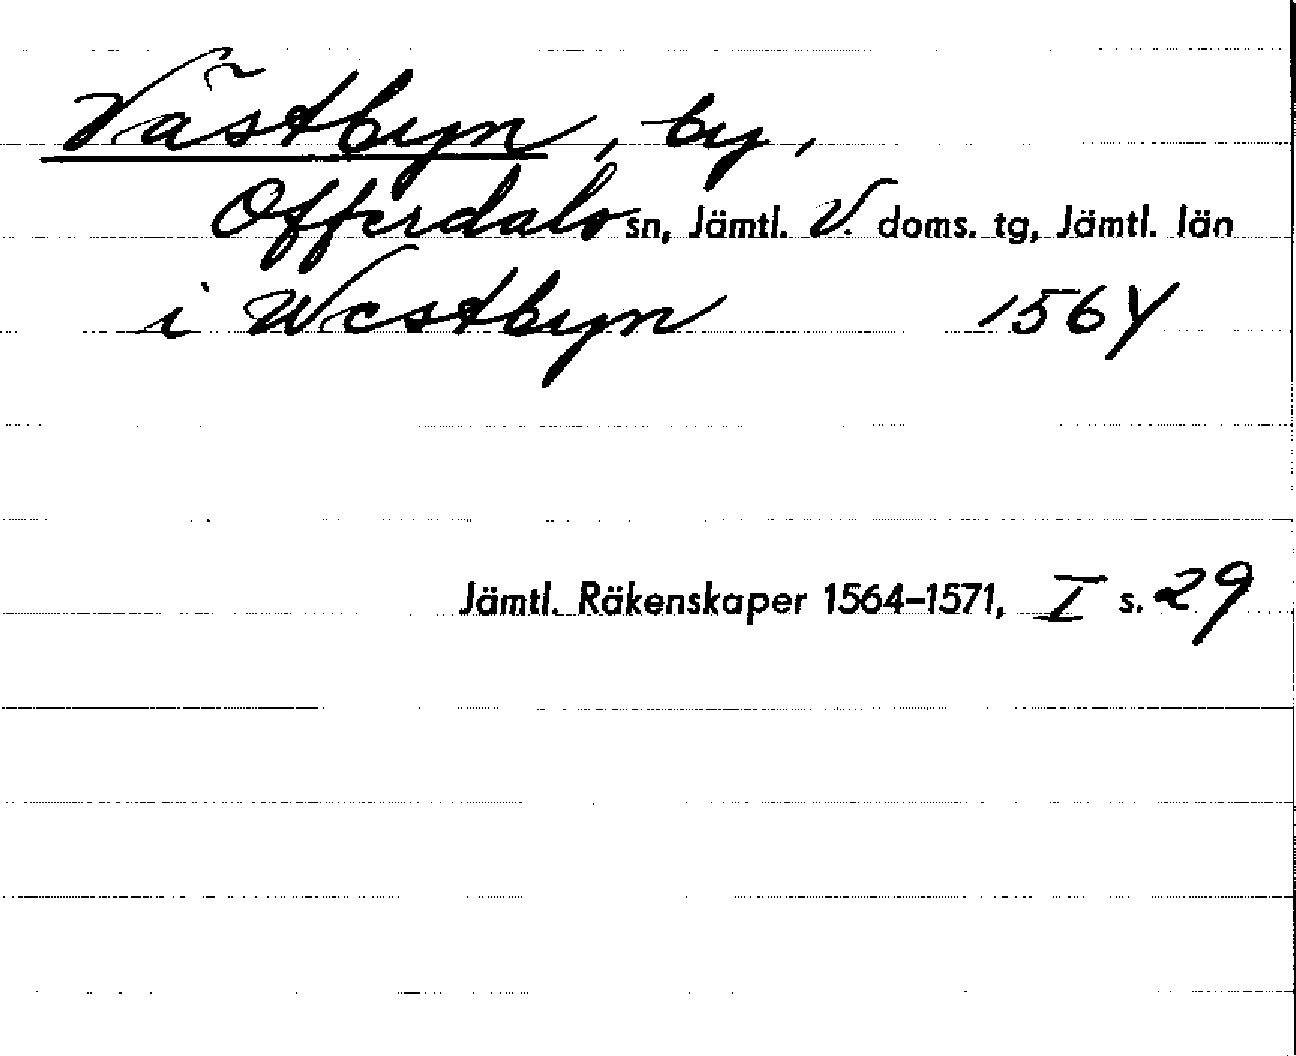 Västbyn, by,
Offerdals sn, Jämtl. V. doms. tg, Jämtl. län
i Westbyn 1564
Jämtl. Räkenskaper 1564-1571, I s. 29